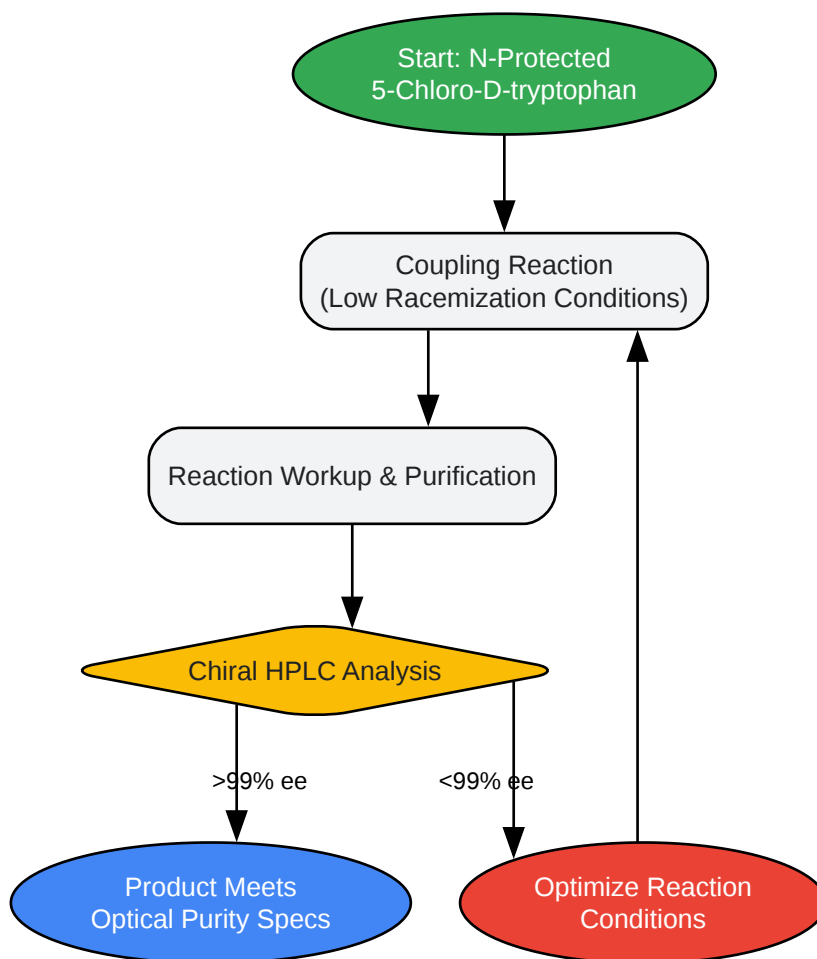 Start: N-Protected
5-Chloro-D-tryptophan
Coupling Reaction
(Low Racemization Conditions)
Reaction Workup & Purification
Chiral HPLC Analysis
>99% ee
<99% ee
Product Meets
Optical Purity Specs
Optimize Reaction
Conditions